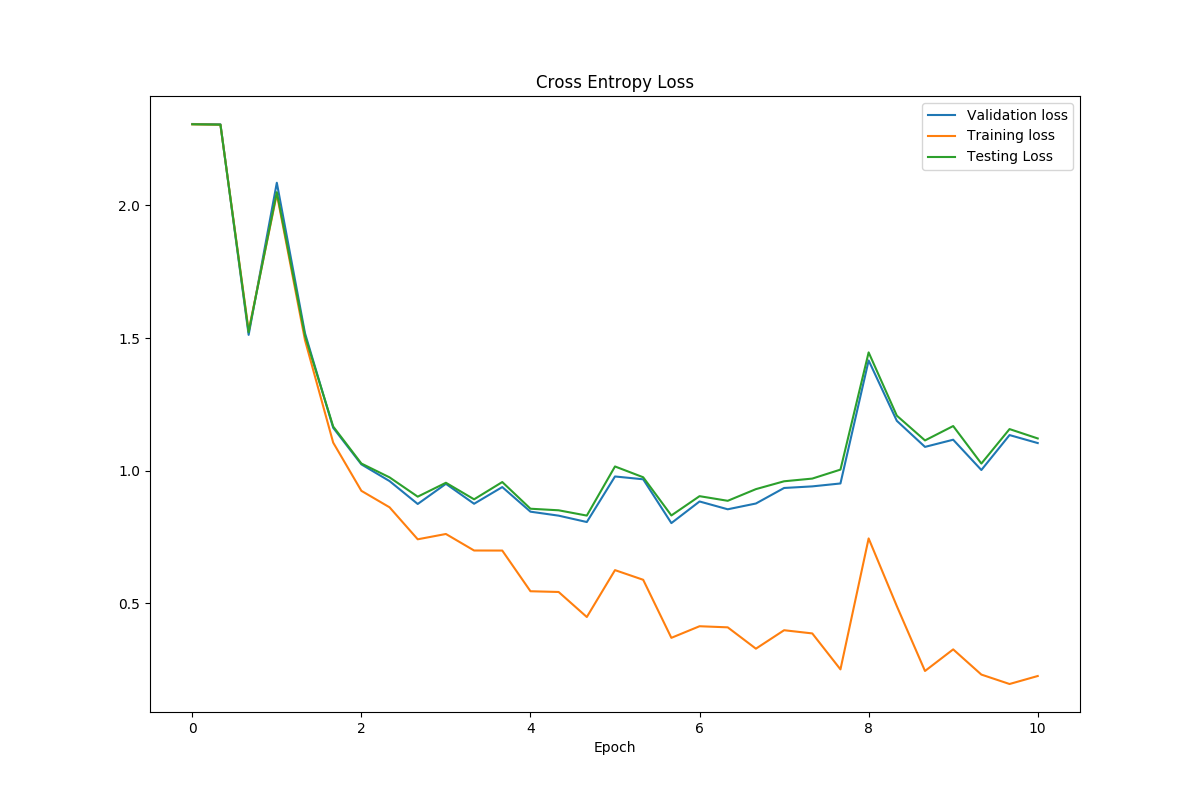 Cross Entropy Loss
Validation loss
Training loss
Testing Loss
2.0
1.5
1.0
0.5
0 2 4 6 8 10
Epoch